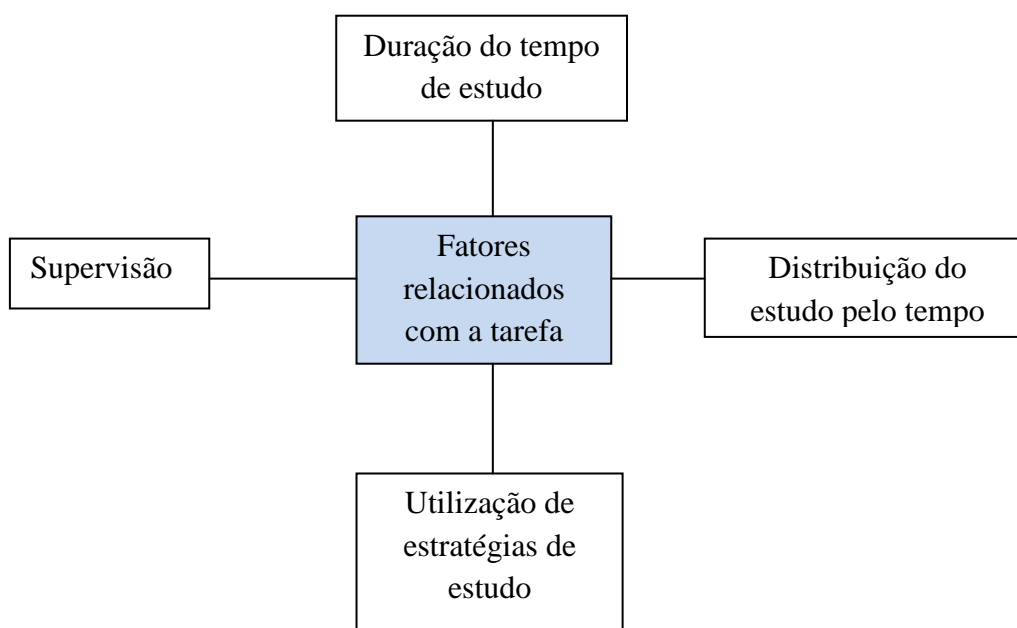 Duração do tempo
de estudo
Supervisão
Fatores
relacionados
com a tarefa
Distribuição do
estudo pelo tempo
Utilização de
estratégias de
estudo